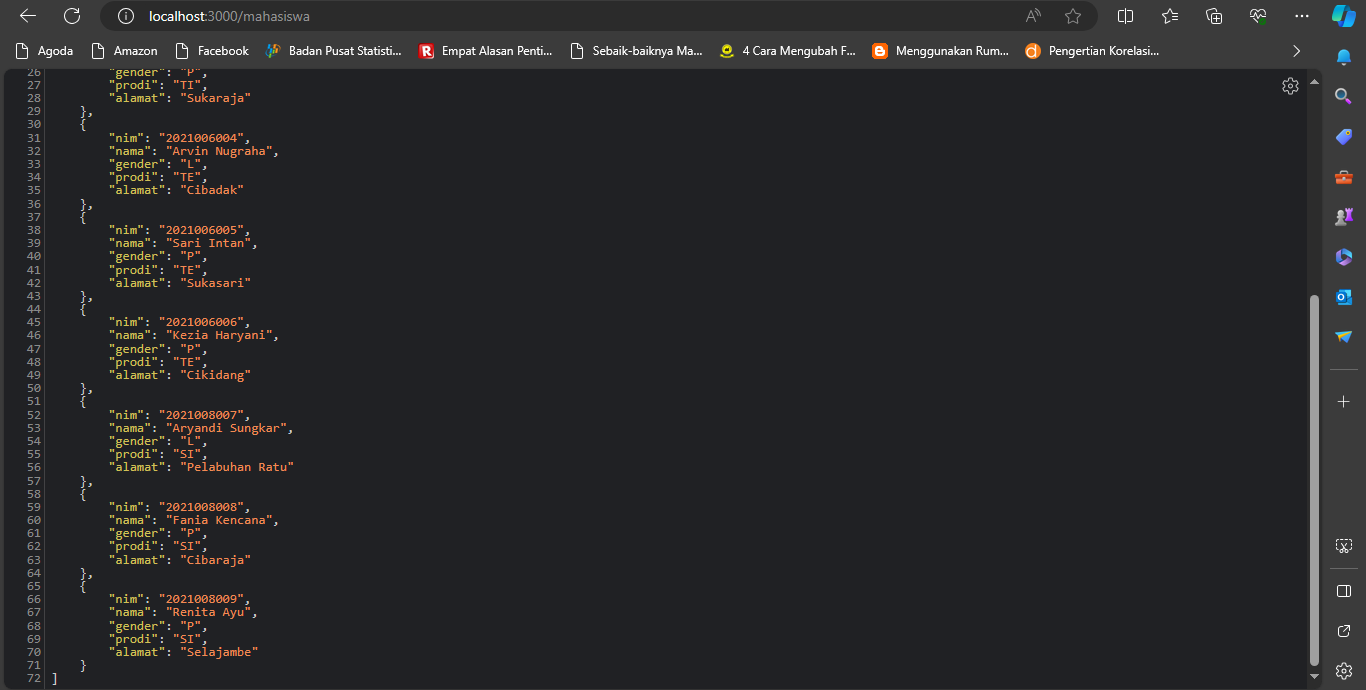 localhost:3000/mahasiswa
Agoda Amazon Facebook Badan Pusat Statisti... Empat Alasan Penti... Sebaik-baiknya Ma... 4 Cara Mengubah F... Menggunakan Rum... Pengertian Korelasi...
26 "gender": "P",
27 "prodi": "TI",
28 "alamat": "Sukaraja"
29 },
30 {
31 "nim": "2021006004",
32 "nama": "Arvin Nugraha",
33 "gender": "L",
34 "prodi": "TE",
35 "alamat": "Cibadak"
36 },
37 {
38 "nim": "2021006005",
39 "nama": "Sari Intan",
40 "gender": "P",
41 "prodi": "TE",
42 "alamat": "Sukasari"
43 },
44 {
45 "nim": "2021006006",
46 "nama": "Kezia Haryani",
47 "gender": "P",
48 "prodi": "TE",
49 "alamat": "Cikidang"
50 },
51 {
52 "nim": "2021008007",
53 "nama": "Aryandi Sungkar",
54 "gender": "L",
55 "prodi": "SI",
56 "alamat": "Pelabuhan Ratu"
57 },
58 {
59 "nim": "2021008008",
60 "nama": "Fania Kencana",
61 "gender": "P",
62 "prodi": "SI",
63 "alamat": "Cibaraja"
64 },
65 {
66 "nim": "2021008009",
67 "nama": "Renita Ayu",
68 "gender": "P",
69 "prodi": "SI",
70 "alamat": "Selajambe"
71 }
72 ]